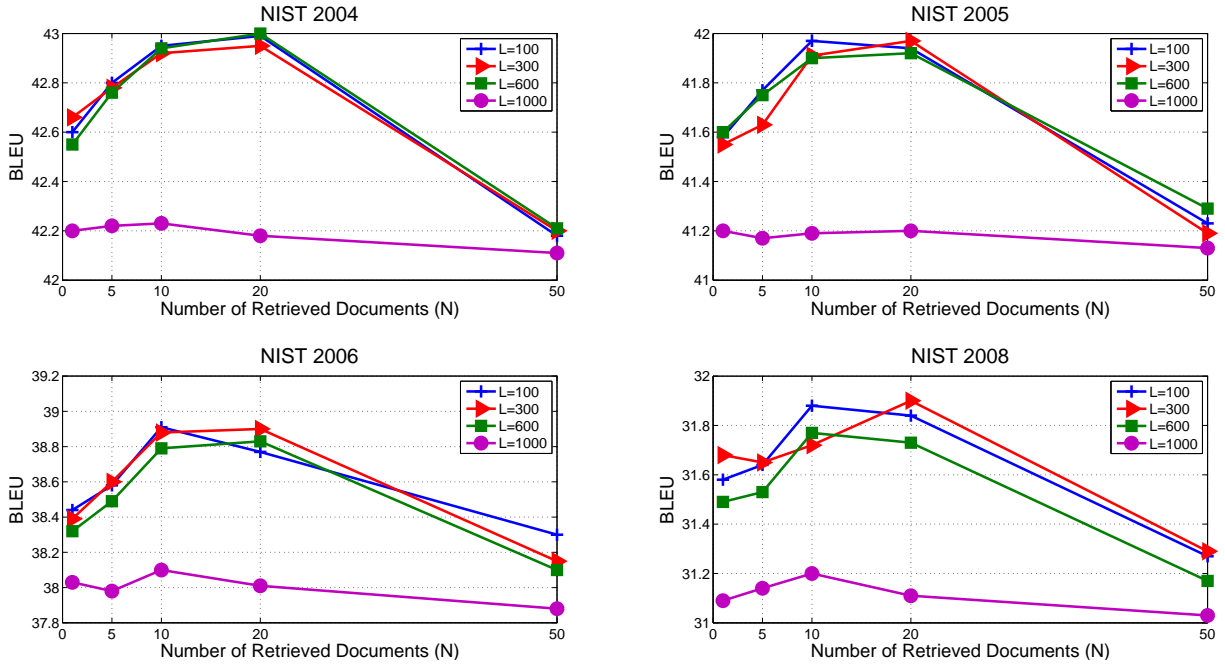 NIST 2004
43
42.8
42.6
42.4
42.2
42
BLEU
0
5
10
20
50
Number of Retrieved Documents (N)
L=100
L=300
L=600
L=1000
NIST 2005
42
41.8
41.6
41.4
41.2
41
BLEU
0
5
10
20
50
Number of Retrieved Documents (N)
L=100
L=300
L=600
L=1000
NIST 2006
39.2
39
38.8
38.6
38.4
38.2
38
37.8
BLEU
0
5
10
20
50
Number of Retrieved Documents (N)
L=100
L=300
L=600
L=1000
NIST 2008
32
31.8
31.6
31.4
31.2
31
BLEU
0
5
10
20
50
Number of Retrieved Documents (N)
L=100
L=300
L=600
L=1000